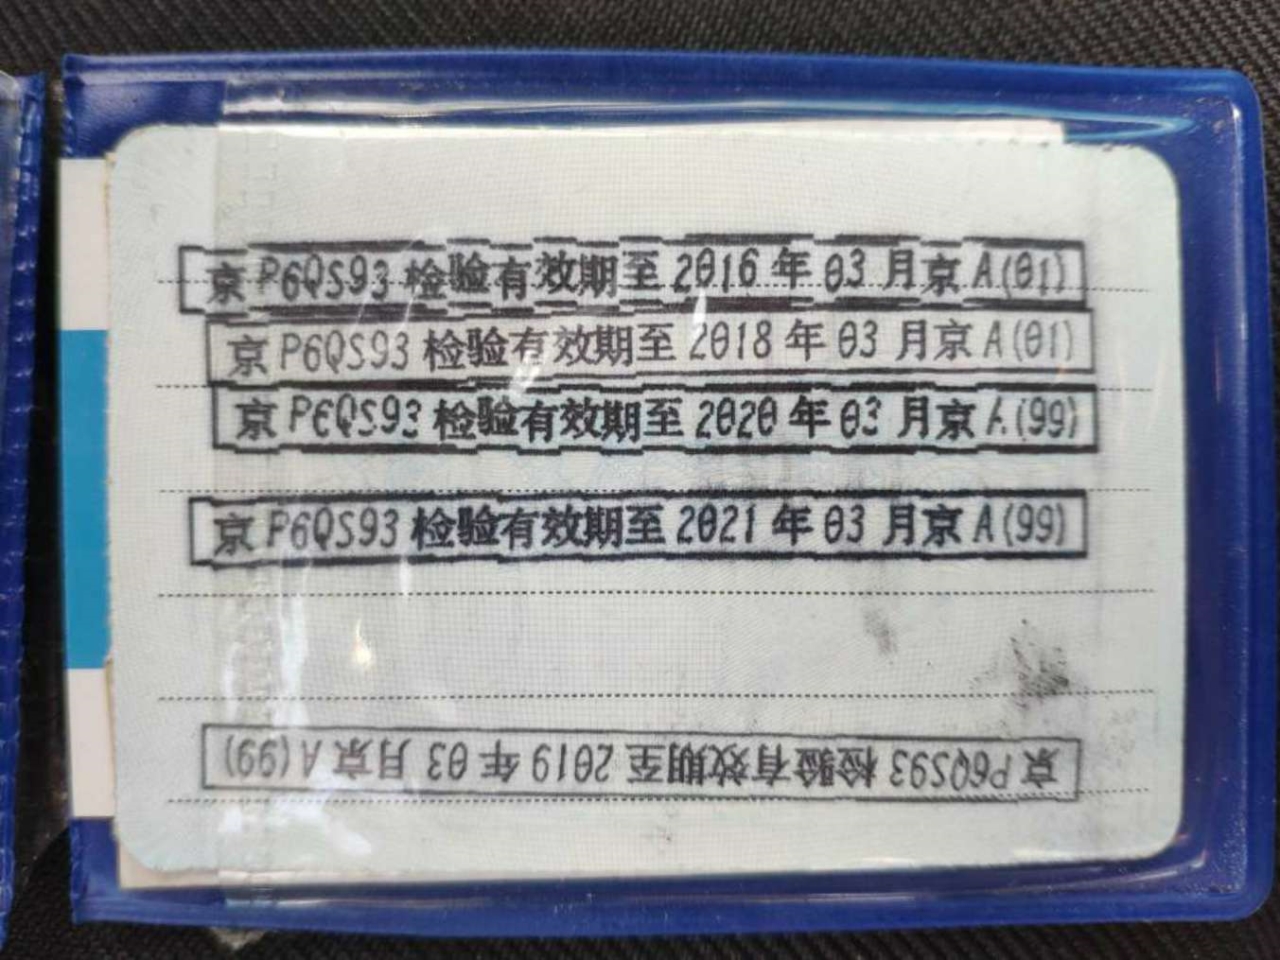 京P6QS93 检验有效期至 2016 年 03 月京 A(01)
京P6QS93 检验有效期至 2018 年 03 月京 A(01)
京P6QS93 检验有效期至 2020 年 03 月京 A(99)
京P6QS93 检验有效期至 2021 年 03 月京 A(99)
京P6QS93 检验有效期至 2019 年 03 月京 A(99)